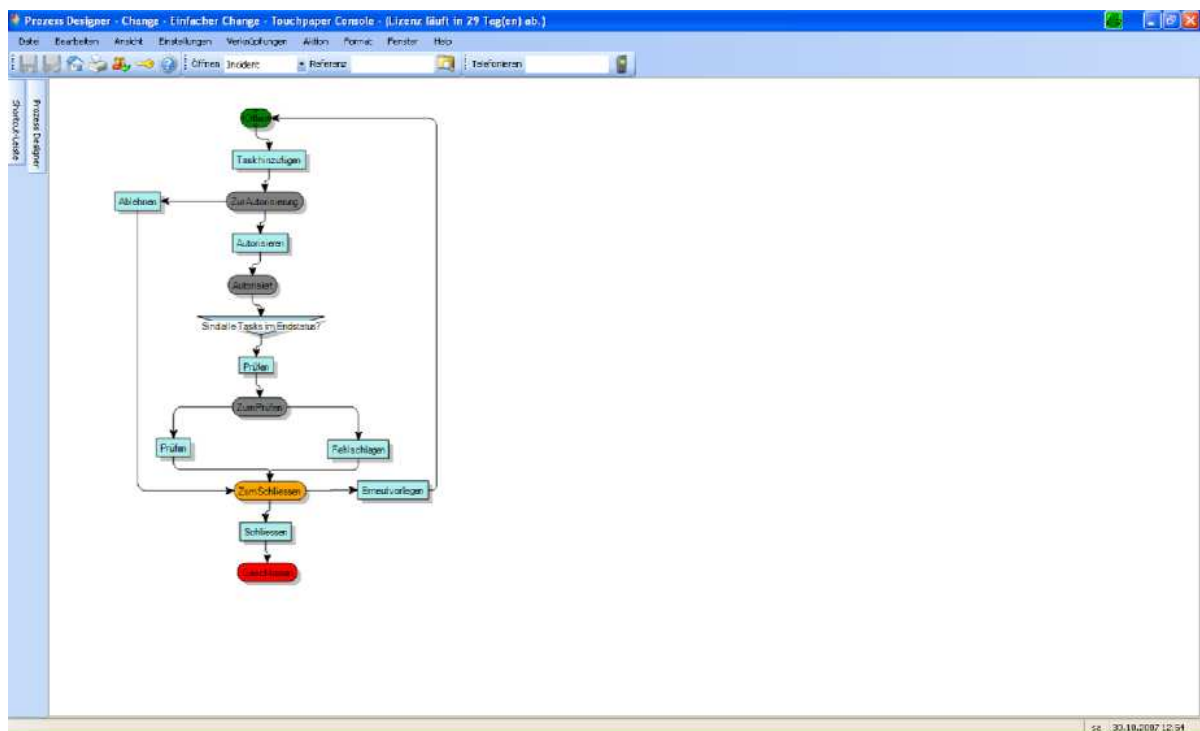 Prozess Designer - Change - Einfacher Change - Touchpaper Console - (Lizenz läuft in 29 Tag(en) ab.)
Datei Bearbeiten Ansicht Einstellungen Verknüpfungen Aktion Format Fenster Help
Öffnen Incident Referenz Telefonieren
Shortcut-Leiste
Prozess Designer
Task hinzufügen
Ablehnen
Zur Autorisierung
Autorisieren
Autorisiert
Sind alle Tasks im Endstatus?
Prüfen
Zum Prüfen
Prüfen
Fehlschlagen
Zum Schliessen
Erneut vorlegen
Schliessen
30.10.2007 12:54